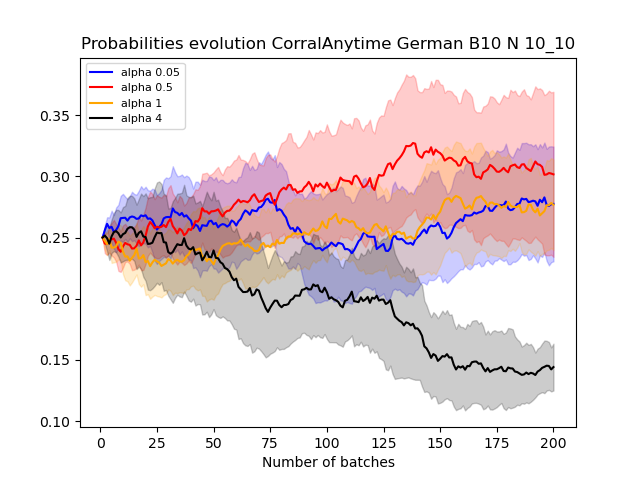 Probabilities evolution CorralAnytime German B10 N 10_10
alpha 0.05
alpha 0.5
alpha 1
alpha 4
0.35
0.30
0.25
0.20
0.15
0.10
0 25 50 75 100 125 150 175 200
Number of batches